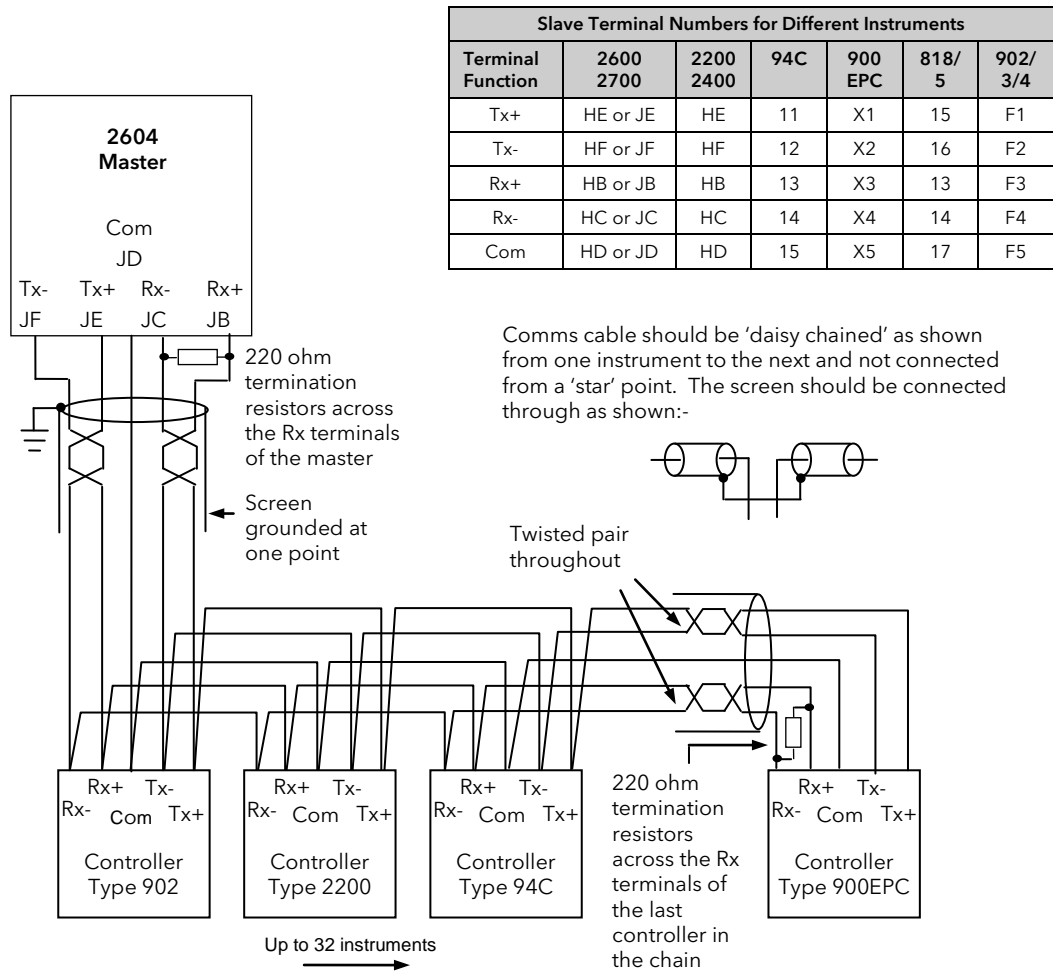 Slave Terminal Numbers for Different Instruments
Terminal Function 2600 2700 2200 2400 94C 900 EPC 818/ 5 902/ 3/4
Tx+ HE or JE HE 11 X1 15 F1
Tx- HF or JF HF 12 X2 16 F2
Rx+ HB or JB HB 13 X3 13 F3
Rx- HC or JC HC 14 X4 14 F4
Com HD or JD HD 15 X5 17 F5
2604
Master
Com
JD
Tx- Tx+ Rx- Rx+
JF JE JC JB
220 ohm
termination
resistors across
the Rx terminals
of the master
Screen
grounded at
one point
Comms cable should be ‘daisy chained’ as shown
from one instrument to the next and not connected
from a ‘star’ point. The screen should be connected
through as shown:-
Twisted pair
throughout
Rx+ Tx-
Rx- Com Tx+
Controller
Type 902
Rx+ Tx-
Rx- Com Tx+
Controller
Type 2200
Rx+ Tx-
Rx- Com Tx+
Controller
Type 94C
220 ohm
termination
resistors
across the Rx
terminals of
the last
controller in
the chain
Rx+ Tx-
Rx- Com Tx+
Controller
Type 900EPC
Up to 32 instruments